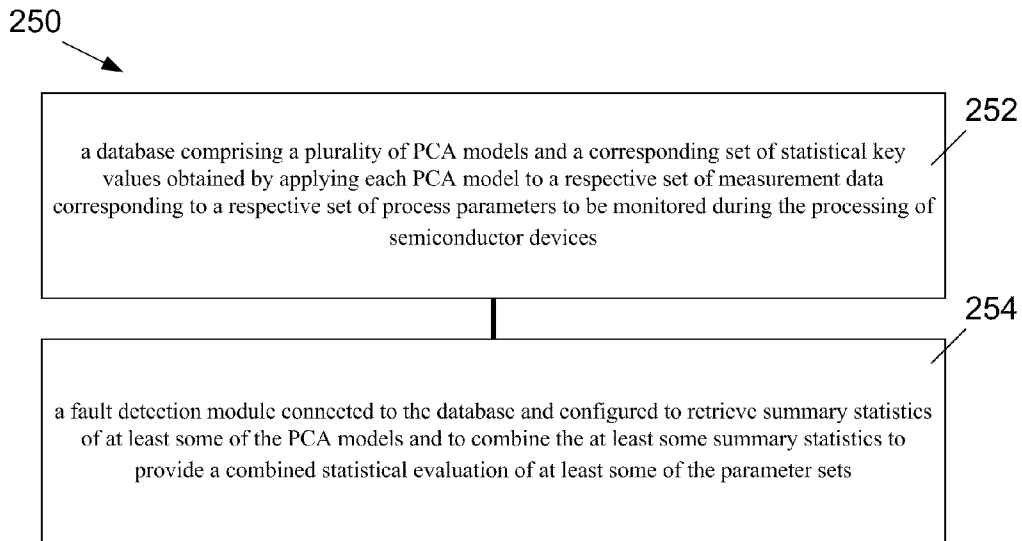 250
252
a database comprising a plurality of PCA models and a corresponding set of statistical key
values obtained by applying each PCA model to a respective set of measurement data
corresponding to a respective set of process parameters to be monitored during the processing of
semiconductor devices
254
a fault detection module connected to the database and configured to retrieve summary statistics
of at least some of the PCA models and to combine the at least some summary statistics to
provide a combined statistical evaluation of at least some of the parameter sets